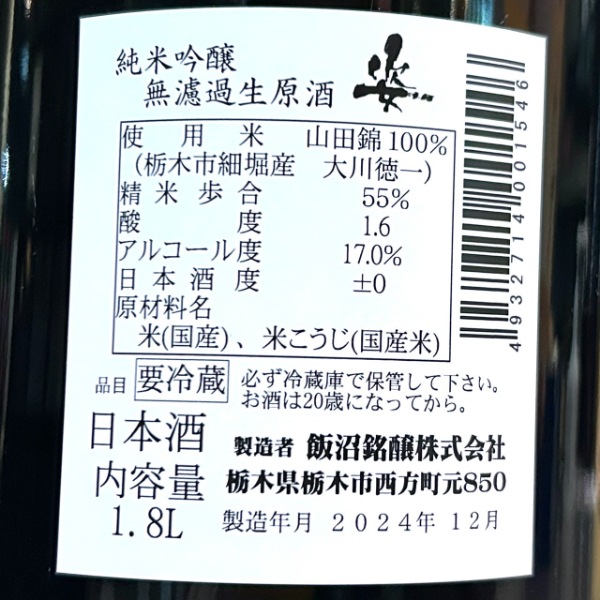 純米吟醸
無濾過生原酒
姿
使用米 山田錦 100%
(栃木市細堀産 大川徳一)
精米歩合 55%
酸度 1.6
アルコール度 17.0%
日本酒度 ±0
原材料名
米(国産)、米こうじ(国産米)
品目 要冷蔵 必ず冷蔵庫で保管して下さい。
お酒は20歳になってから。
日本酒 製造者 飯沼銘醸株式会社
内容量 栃木県栃木市西方町元850
1.8L 製造年月 2024年 12月
4932714001546